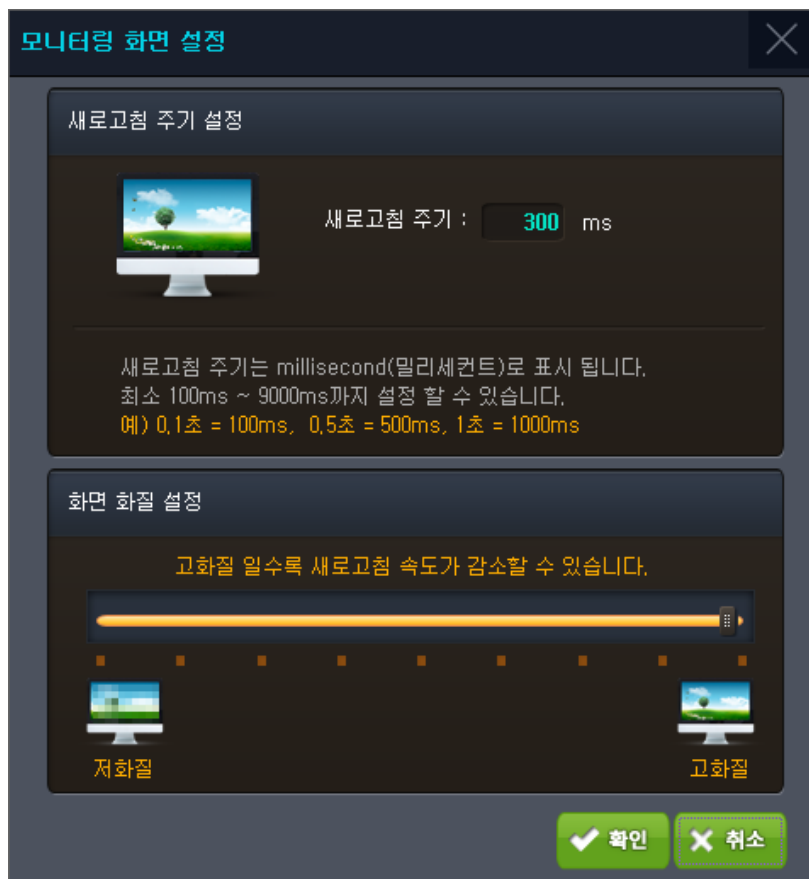 모니터링 화면 설정
새로고침 주기 설정
새로고침 주기 : 300 ms
새로고침 주기는 millisecond(밀리세컨트)로 표시 됩니다.
최소 100ms ~ 9000ms까지 설정 할 수 있습니다.
예) 0.1초 = 100ms, 0.5초 = 500ms, 1초 = 1000ms
화면 화질 설정
고화질 일수록 새로고침 속도가 감소할 수 있습니다.
저화질 고화질
확인 취소